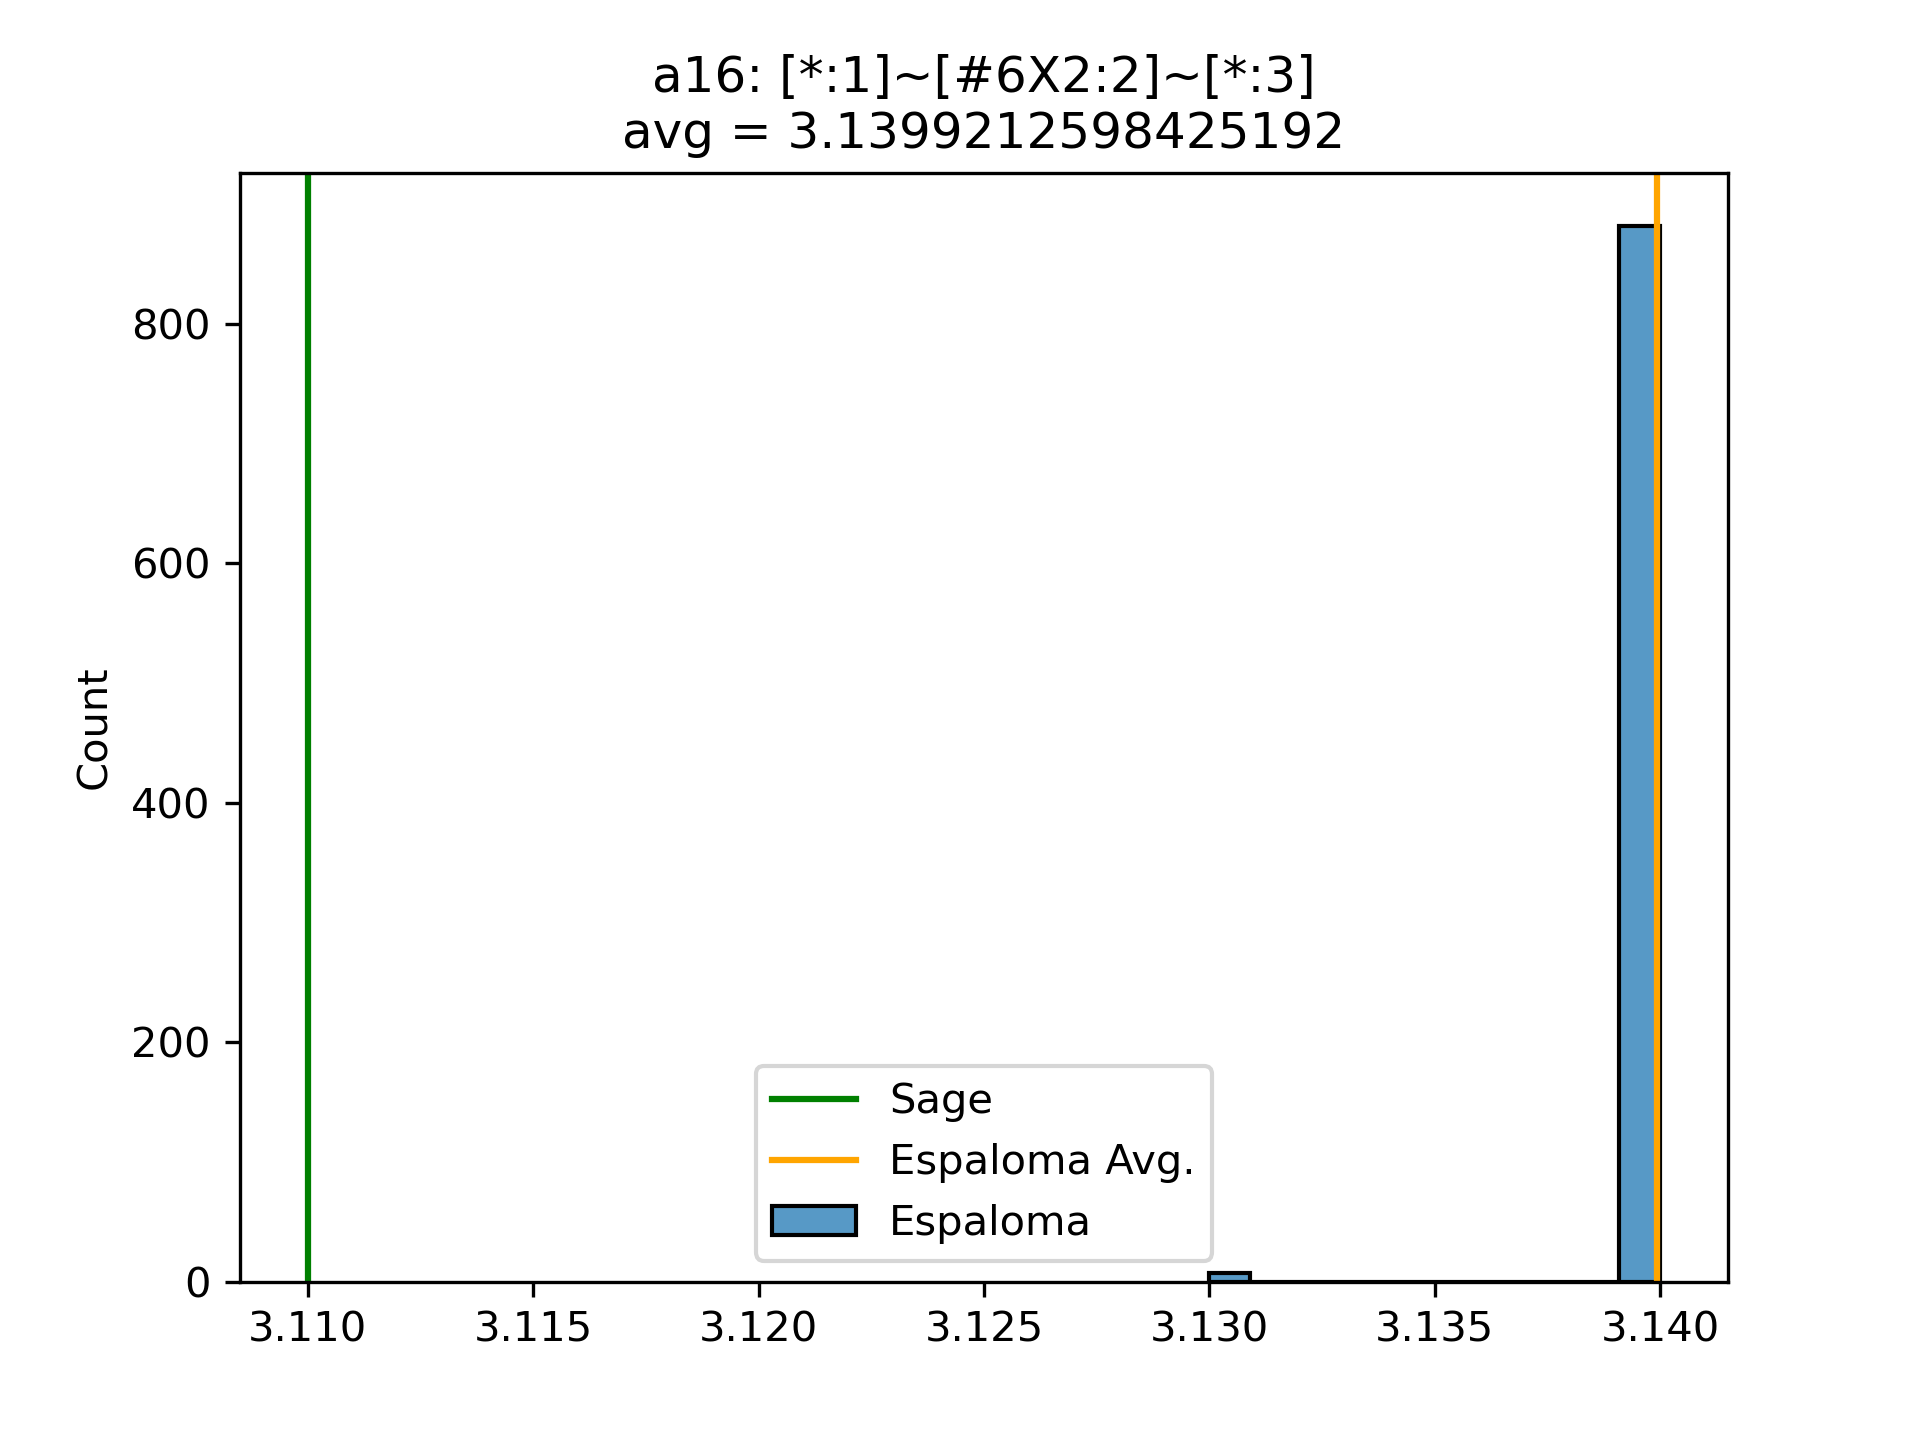 a16: [*:1]~[#6X2:2]~[*:3]
avg = 3.1399212598425192
Count
800
600
400
200
0
Sage
Espaloma Avg.
Espaloma
3.110
3.115
3.120
3.125
3.130
3.135
3.140